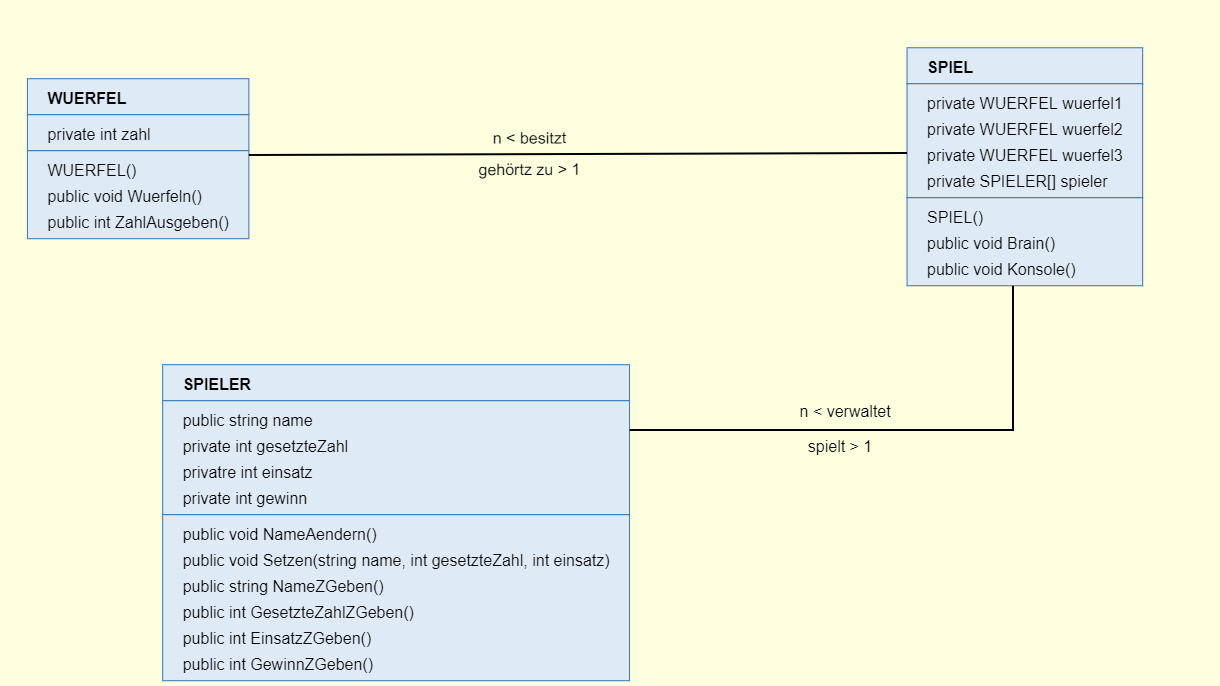 WUERFEL
private int zahl
WUERFEL()
public void Wuerfeln()
public int ZahlAusgeben()
n < besitzt
gehörtz zu > 1
SPIEL
private WUERFEL wuerfel1
private WUERFEL wuerfel2
private WUERFEL wuerfel3
private SPIELER[] spieler
SPIEL()
public void Brain()
public void Konsole()
SPIELER
public string name
private int gesetzteZahl
privatre int einsatz
private int gewinn
public void NameAendern()
public void Setzen(string name, int gesetzteZahl, int einsatz)
public string NameZGeben()
public int GesetzteZahlZGeben()
public int EinsatzZGeben()
public int GewinnZGeben()
n < verwaltet
spielt > 1